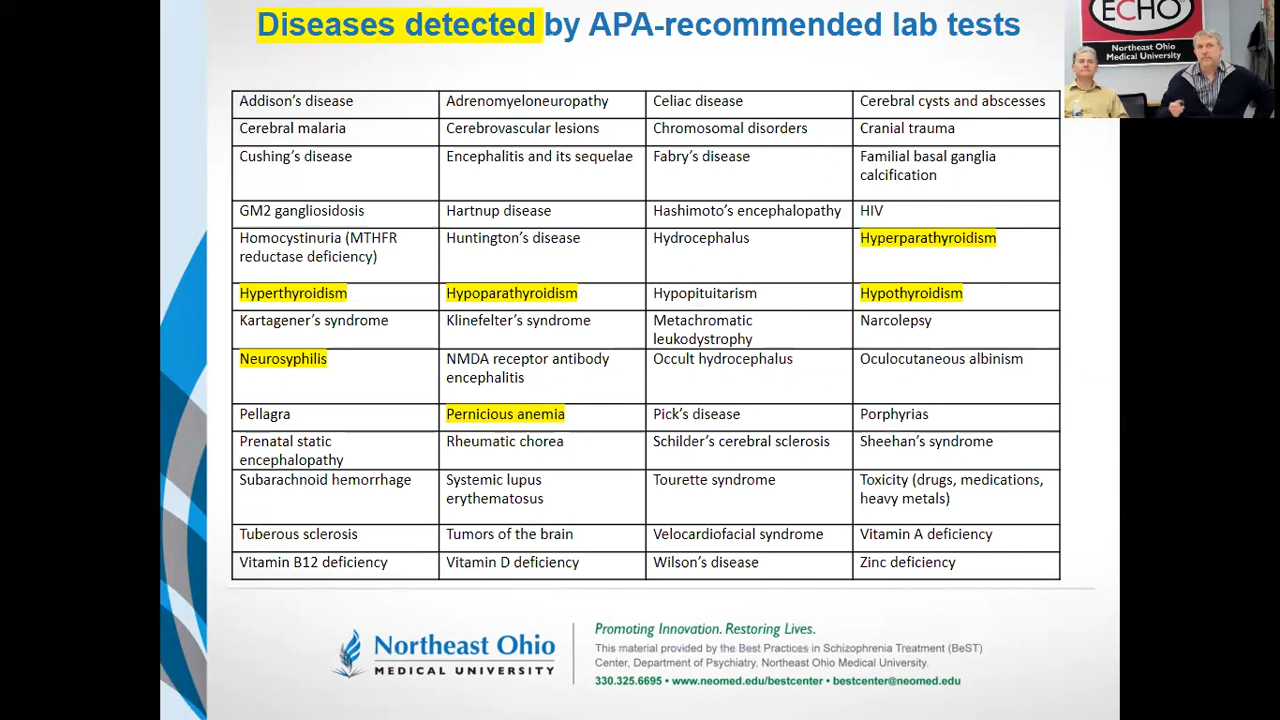 Diseases detected by APA-recommended lab tests
ECHO
Northeast Ohio
Medical University
Addison's disease
Adrenomyeloneuropathy
Celiac disease
Cerebral cysts and abscesses
Cerebral malaria
Cerebrovascular lesions
Chromosomal disorders
Cranial trauma
Cushing's disease
Encephalitis and its sequelae
Fabry's disease
Familial basal ganglia
calcification
GM2 gangliosidosis
Hartnup disease
Hashimoto's encephalopathy
HIV
Homocystinuria (MTHFR
reductase deficiency)
Huntington's disease
Hydrocephalus
Hyperparathyroidism
Hyperthyroidism
Hypoparathyroidism
Hypopituitarism
Hypothyroidism
Kartagener's syndrome
Klinefelter's syndrome
Metachromatic
leukodystrophy
Narcolepsy
Neurosyphilis
NMDA receptor antibody
encephalitis
Occult hydrocephalus
Oculocutaneous albinism
Pellagra
Pernicious anemia
Pick's disease
Porphyrias
Prenatal static
encephalopathy
Rheumatic chorea
Schilder's cerebral sclerosis
Sheehan's syndrome
Subarachnoid hemorrhage
Systemic lupus
erythematosus
Tourette syndrome
Toxicity (drugs, medications,
heavy metals)
Tuberous sclerosis
Tumors of the brain
Velocardiofacial syndrome
Vitamin A deficiency
Vitamin B12 deficiency
Vitamin D deficiency
Wilson's disease
Zinc deficiency
Northeast Ohio
MEDICAL UNIVERSITY
Promoting Innovation. Restoring Lives.
This material provided by the Best Practices in Schizophrenia Treatment (BeST)
Center, Department of Psychiatry, Northeast Ohio Medical University.
330.325.6695 • www.neomed.edu/bestcenter • bestcenter@neomed.edu